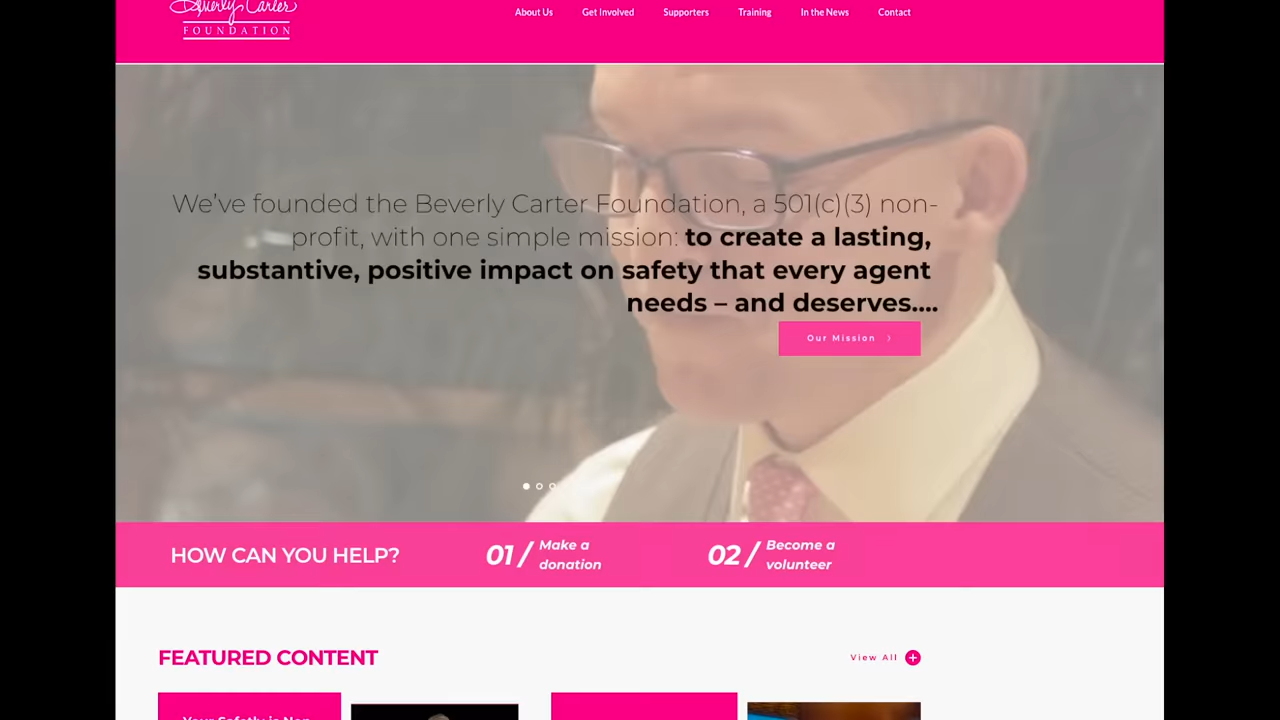 Beverly Carter
FOUNDATION
About Us Get Involved Supporters Training In the News Contact
We’ve founded the Beverly Carter Foundation, a 501(c)(3) non-
profit, with one simple mission: to create a lasting,
substantive, positive impact on safety that every agent
needs – and deserves....
Our Mission
HOW CAN YOU HELP?
01 / Make a
donation
02 / Become a
volunteer
FEATURED CONTENT
View All